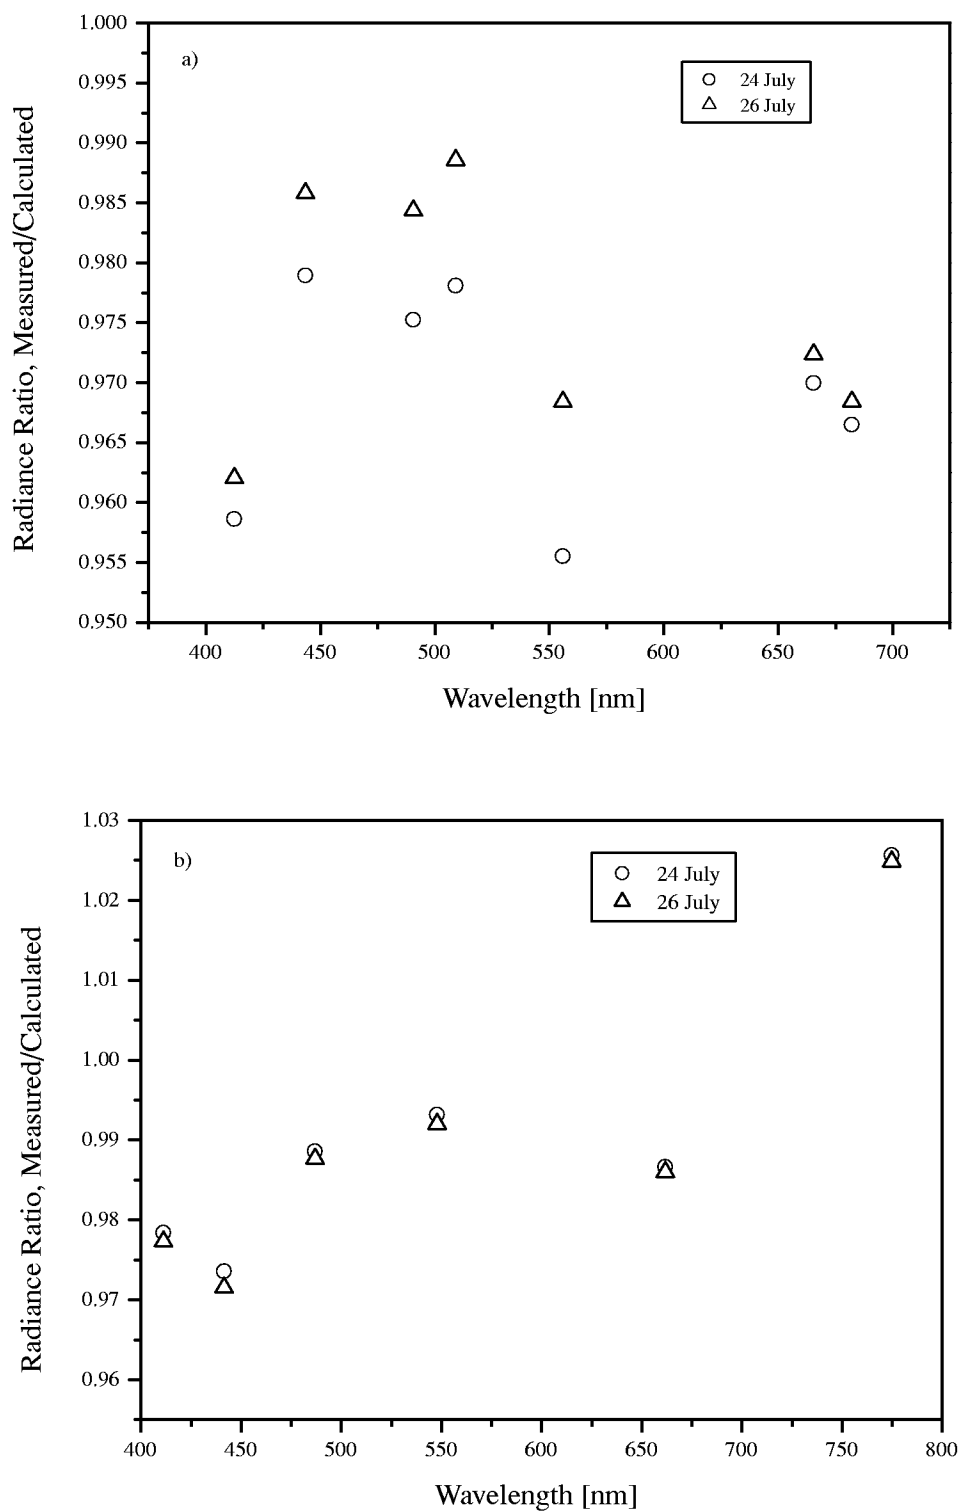 1.000
0.995
0.990
0.985
0.980
0.975
0.970
0.965
0.960
0.955
0.950
Radiance Ratio, Measured/Calculated
a)
24 July
26 July
400 450 500 550 600 650 700
Wavelength [nm]
1.03
1.02
1.01
1.00
0.99
0.98
0.97
0.96
Radiance Ratio, Measured/Calculated
b)
24 July
26 July
400 450 500 550 600 650 700 750 800
Wavelength [nm]